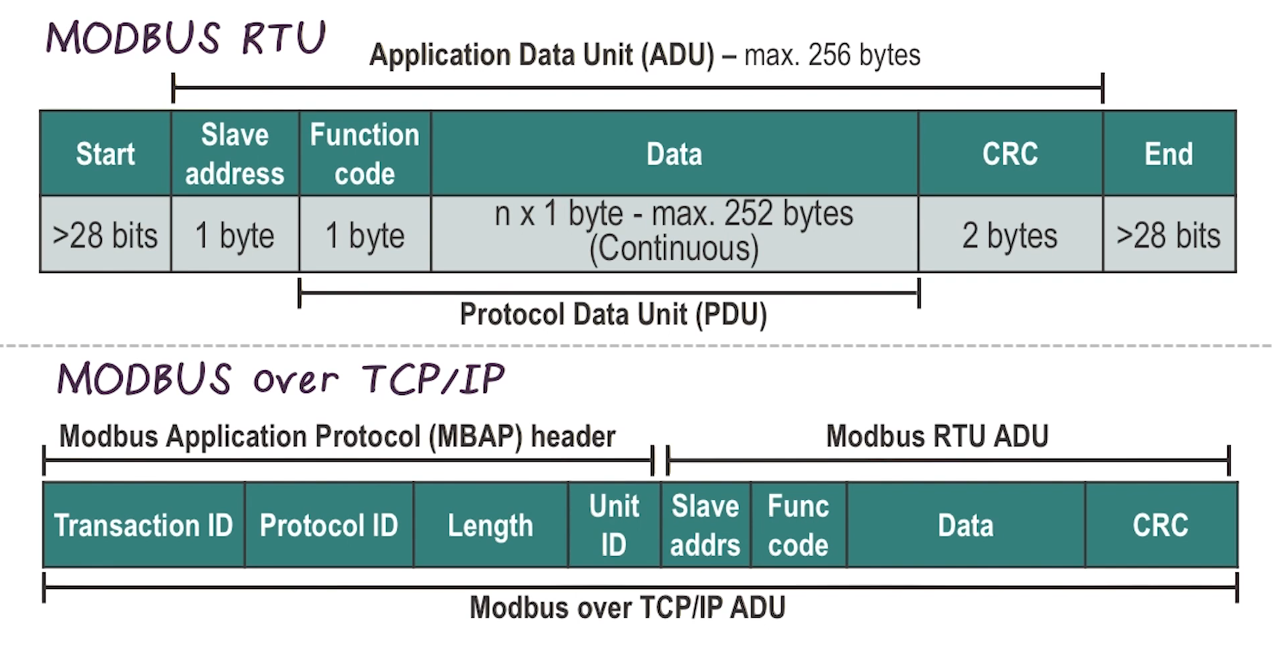 MODBUS RTU
Application Data Unit (ADU) – max. 256 bytes
Start
Slave
address
Function
code
Data
CRC
End
>28 bits
1 byte
1 byte
n x 1 byte - max. 252 bytes
(Continuous)
2 bytes
>28 bits
Protocol Data Unit (PDU)
MODBUS over TCP/IP
Modbus Application Protocol (MBAP) header
Modbus RTU ADU
Transaction ID
Protocol ID
Length
Unit
ID
Slave
addrs
Func
code
Data
CRC
Modbus over TCP/IP ADU